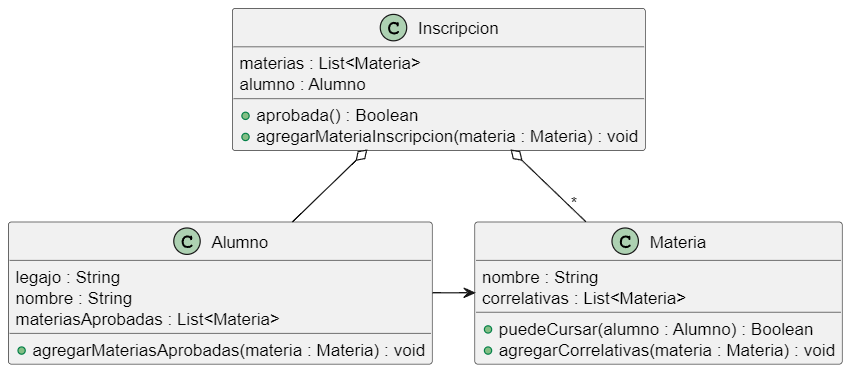 C Inscripcion
materias : List<Materia>
alumno : Alumno
aprobada() : Boolean
agregarMateriaInscripcion(materia : Materia) : void
*
C Alumno
legajo : String
nombre : String
materiasAprobadas : List<Materia>
agregarMateriasAprobadas(materia : Materia) : void
C Materia
nombre : String
correlativas : List<Materia>
puedeCursar(alumno : Alumno) : Boolean
agregarCorrelativas(materia : Materia) : void